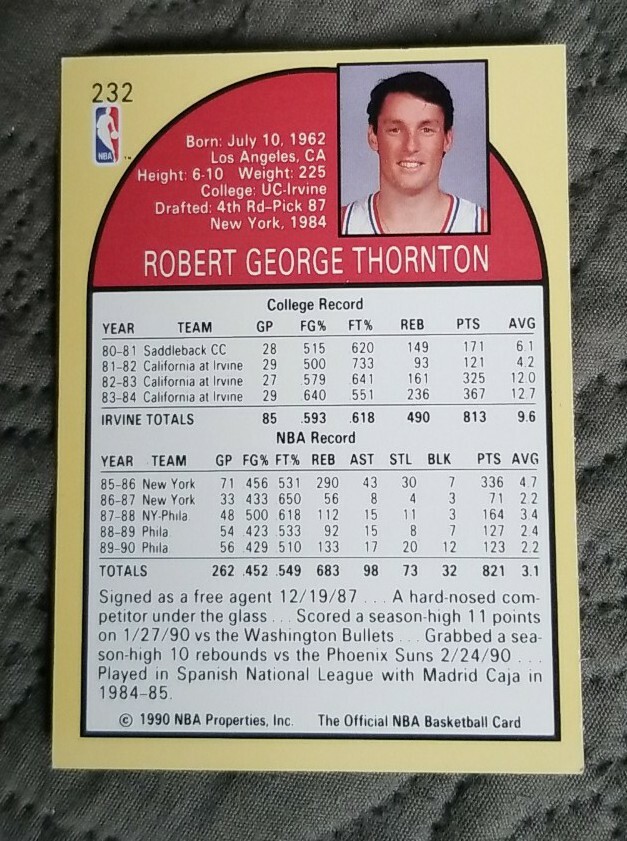 232
NBA
Born: July 10, 1962
Los Angeles, CA
Height: 6-10 Weight: 225
College: UC-Irvine
Drafted: 4th Rd–Pick 87
New York, 1984
ROBERT GEORGE THORNTON
College Record
YEAR TEAM GP FG% FT% REB PTS AVG
80–81 Saddleback CC 28 .515 .620 149 171 6.1
81–82 California at Irvine 29 .500 .733 93 121 4.2
82-83 California at Irvine 27 .579 .641 161 325 12.0
83-84 California at Irvine 29 .640 .551 236 367 12.7
IRVINE TOTALS 85 .593 .618 490 813 9.6
NBA Record
YEAR TEAM GP FG% FT% REB AST STL BLK PTS AVG
85–86 New York 71 .456 .531 290 43 30 7 336 4.7
86-87 New York 33 .433 .650 56 8 4 3 71 2.2
87-88 NY-Phila 48 .500 .618 112 15 11 3 164 3.4
88–89 Phila 54 .423 .533 92 15 8 7 127 2.4
89-90 Phila 56 .429 .510 133 17 20 12 123 2.2
TOTALS 262 .452 .549 683 98 73 32 821 3.1
Signed as a free agent 12/19/87 . . . A hard-nosed com-
petitor under the glass . . . Scored a season-high 11 points
on 1/27/90 vs the Washington Bullets . . . Grabbed a sea-
son-high 10 rebounds vs the Phoenix Suns 2/24/90 . . .
Played in Spanish National League with Madrid Caja in
1984-85.
© 1990 NBA Properties, Inc. The Official NBA Basketball Card